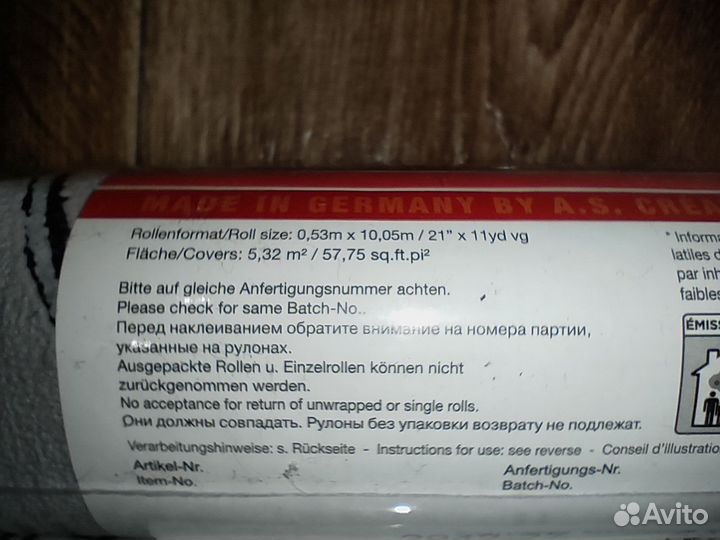 MADE IN GERMANY BY A.S. CRÉA
Rollenformat/Roll size: 0,53m x 10,05m / 21" x 11yd vg
Fläche/Covers: 5,32 m² / 57,75 sq.ft.pi²
Bitte auf gleiche Anfertigungsnummer achten.
Please check for same Batch-No..
Перед наклеиванием обратите внимание на номера партии,
указанные на рулонах.
Ausgepackte Rollen u. Einzelrollen können nicht
zurückgenommen werden.
No acceptance for return of unwrapped or single rolls.
Они должны совпадать. Рулоны без упаковки возврату не подлежат.
Verarbeitungshinweise: s. Rückseite - Instructions for use: see reverse - Conseil d'illustratio
Artikel-Nr.
Item-No.
Anfertigungs-Nr.
Batch-No.
* Informa
latiles d
par inh
faibles
ÉMISS
Avito